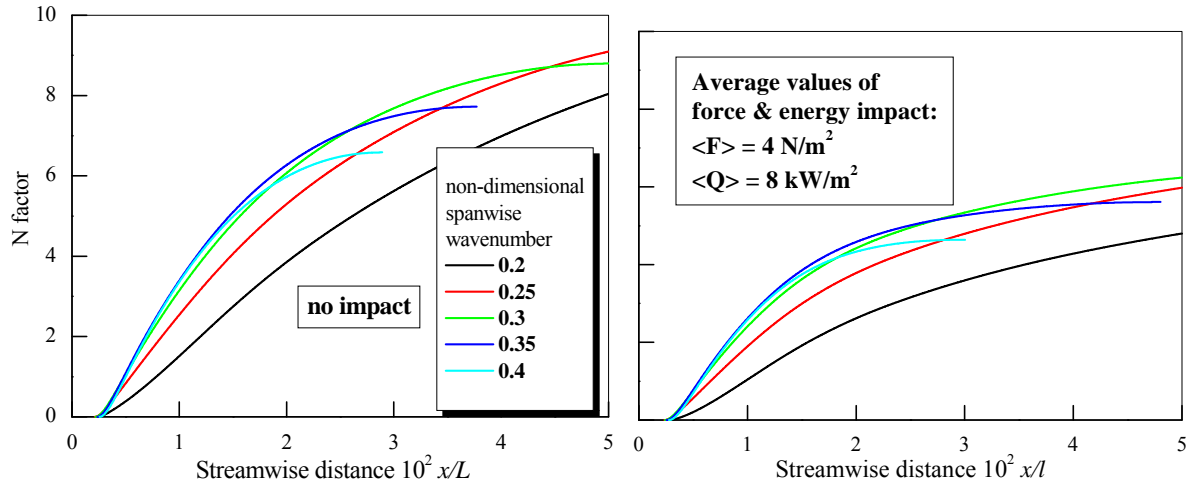 10
8
6
4
2
0
N factor
non-dimensional
spanwise
wavenumber
0.2
0.25
0.3
0.35
0.4
no impact
0 1 2 3 4 5
Streamwise distance 10² x/L
Average values of
force & energy impact:
<F> = 4 N/m²
<Q> = 8 kW/m²
0 1 2 3 4 5
Streamwise distance 10² x/l